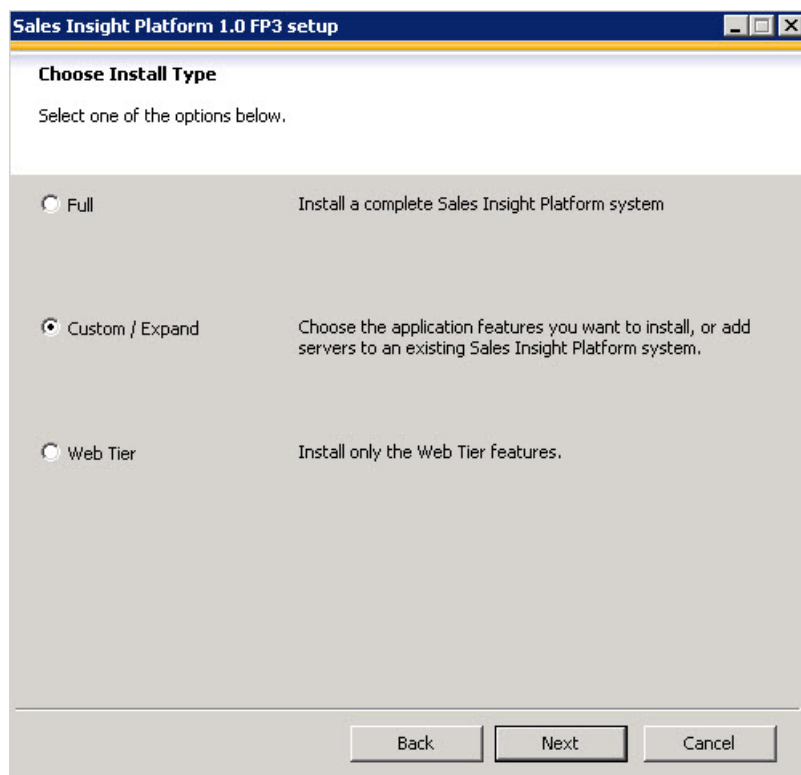 Sales Insight Platform 1.0 FP3 setup
Choose Install Type
Select one of the options below.
Full
Install a complete Sales Insight Platform system
Custom / Expand
Choose the application features you want to install, or add
servers to an existing Sales Insight Platform system.
Web Tier
Install only the Web Tier features.
Back
Next
Cancel